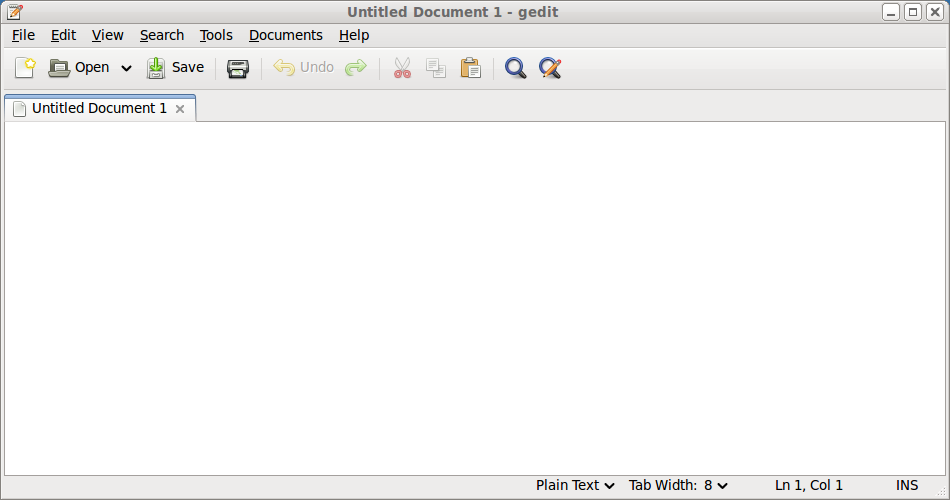 Untitled Document 1 - gedit
File Edit View Search Tools Documents Help
Open Save Undo
Untitled Document 1
Plain Text Tab Width: 8 Ln 1, Col 1 INS